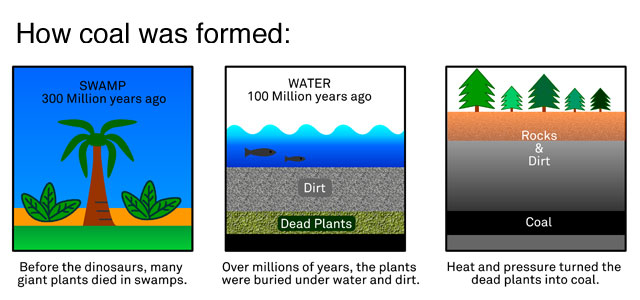 How coal was formed:
SWAMP
300 Million years ago
Before the dinosaurs, many
giant plants died in swamps.
WATER
100 Million years ago
Dirt
Dead Plants
Over millions of years, the plants
were buried under water and dirt.
Rocks
&
Dirt
Coal
Heat and pressure turned the
dead plants into coal.